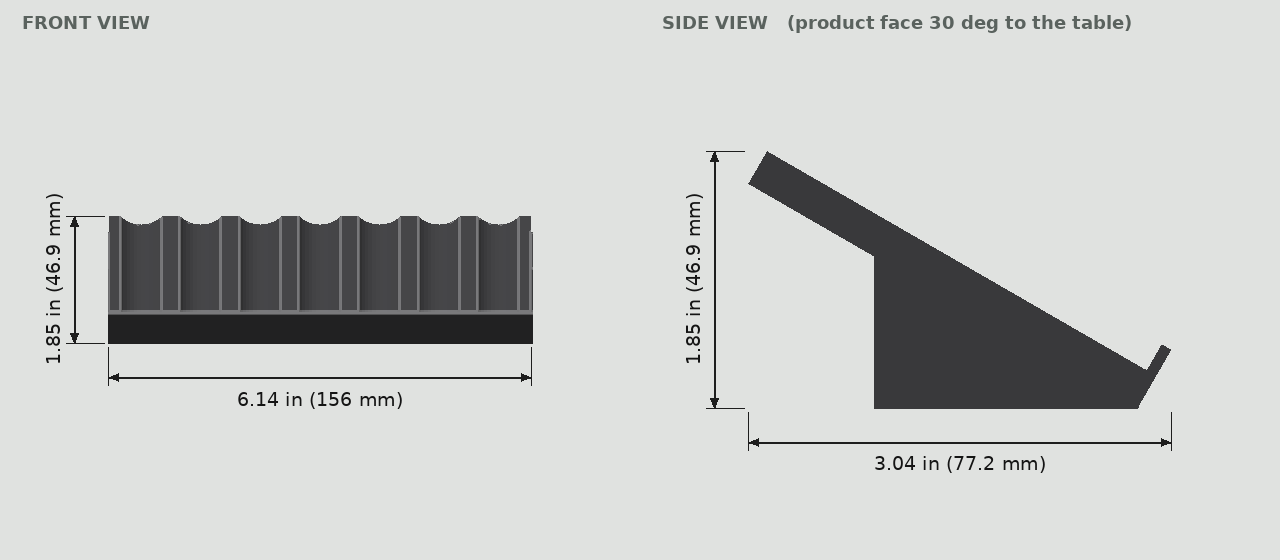 FRONT VIEW
SIDE VIEW (product face 30 deg to the table)
1.85 in (46.9 mm)
6.14 in (156 mm)
1.85 in (46.9 mm)
3.04 in (77.2 mm)